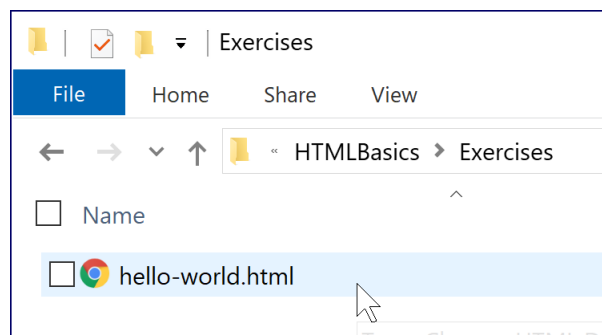 Exercises
File Home Share View
« HTMLBasics > Exercises
Name
hello-world.html